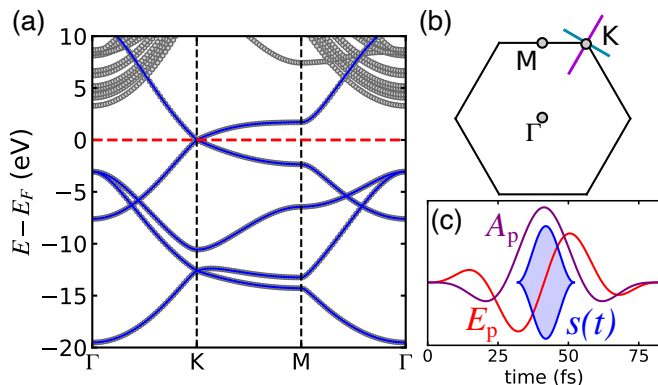 (a)
10
5
0
−5
−10
−15
−20
E − E_F (eV)
Γ
K
M
Γ
(b)
K
M
Γ
(c)
A_p
E_p
s(t)
0
25
50
75
time (fs)